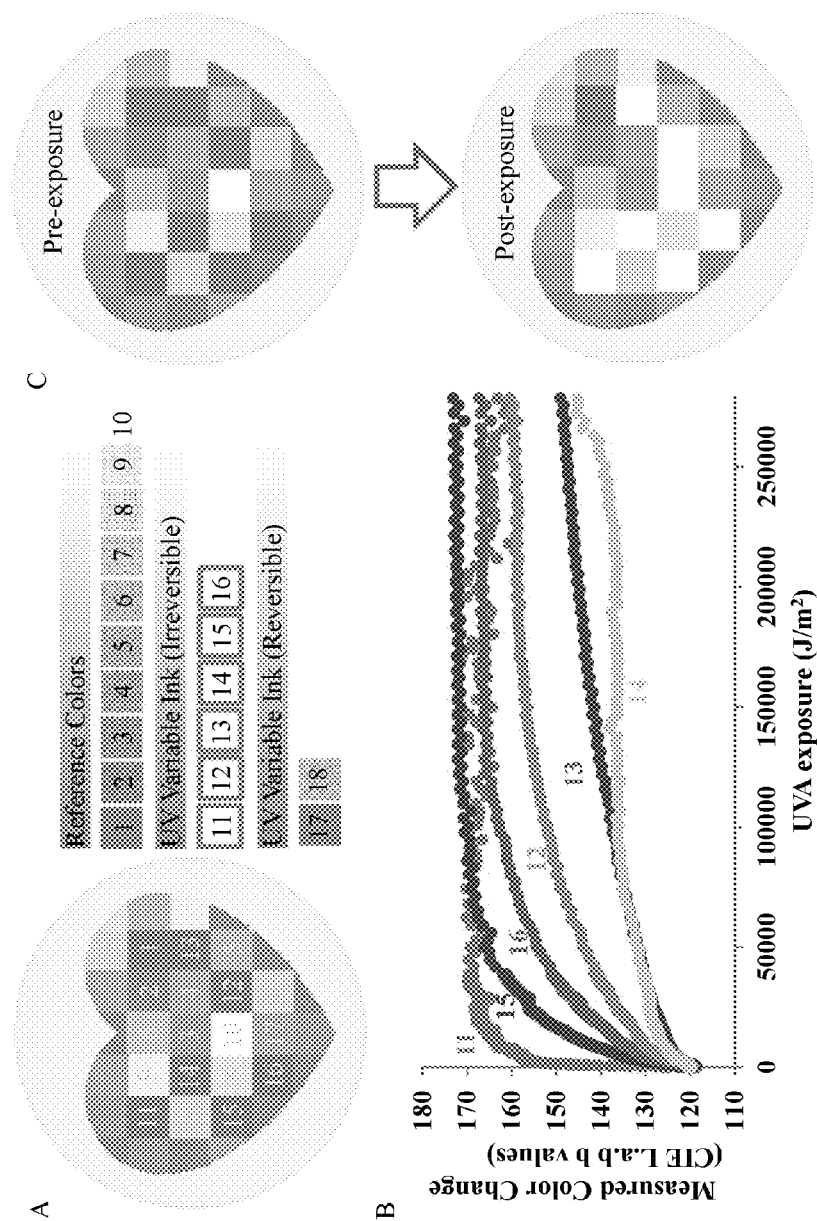 A
Reference Colors
1 2 3 4 5 6 7 8 9 10
UV Variable Ink (Irreversible)
11 12 13 14 15 16
UV Variable Ink (Reversible)
17 18
B
Measured Color Change
(CIE L.a.b b values)
180
170
160
150
140
130
120
110
11
15
16
12
13
14
0 50000 100000 150000 200000 250000
UVA exposure (J/m²)
C
Pre-exposure
Post-exposure